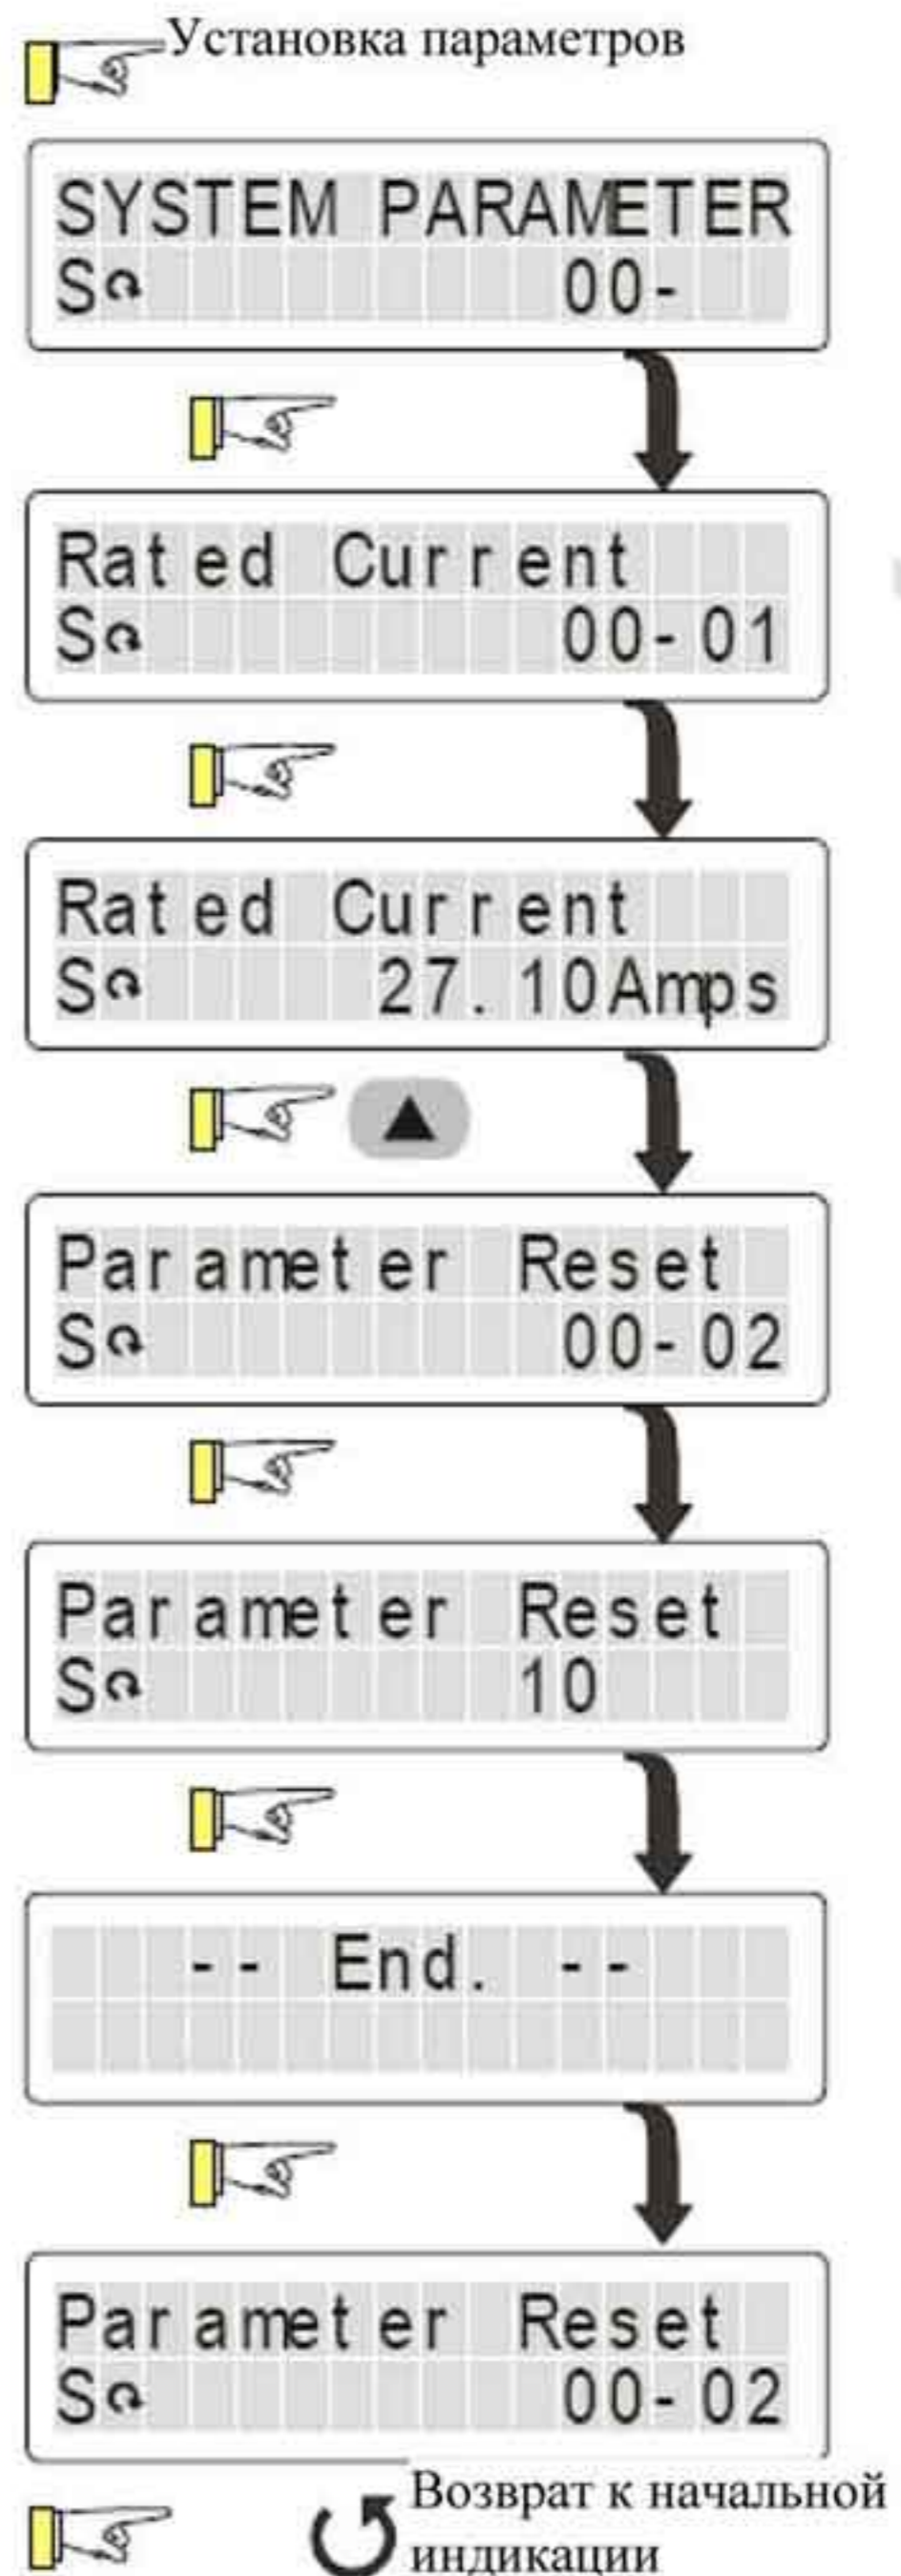 Установка параметров
SYSTEM PARAMETER
S 00-
Rated Current
S 00-01
Rated Current
S 27.10Amps
Parameter Reset
S 00-02
Parameter Reset
S 10
-- End. --
Parameter Reset
S 00-02
Возврат к начальной
индикации